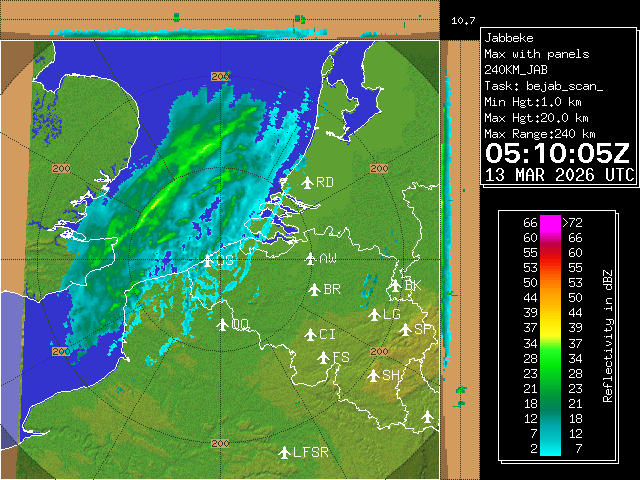 10.7
Jabbeke
Max with panels
240KM_JAB
Task: bejab_scan_
Min Hgt:1.0 km
Max Hgt:20.0 km
Max Range:240 km
05:10:05Z
13 MAR 2026 UTC
200
200
200
RD
OS
AW
BR
BK
LG
OO
CI
SP
200
FS
200
SH
200
LFSR
66 >72
60 66
55 60
53 55
50 53
44 50
39 44
37 39
34 37
28 34
23 28
21 23
18 21
12 18
7 12
2 7
Reflectivity in dBZ